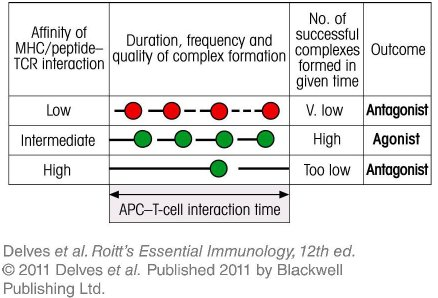 Affinity of
MHC/peptide–
TCR interaction
Duration, frequency and
quality of complex formation
No. of
successful
complexes
formed in
given time
Outcome
Low
V. low
Antagonist
Intermediate
High
Agonist
High
Too low
Antagonist
APC–T-cell interaction time
Delves et al. Roitt's Essential Immunology, 12th ed.
© 2011 Delves et al. Published 2011 by Blackwell
Publishing Ltd.